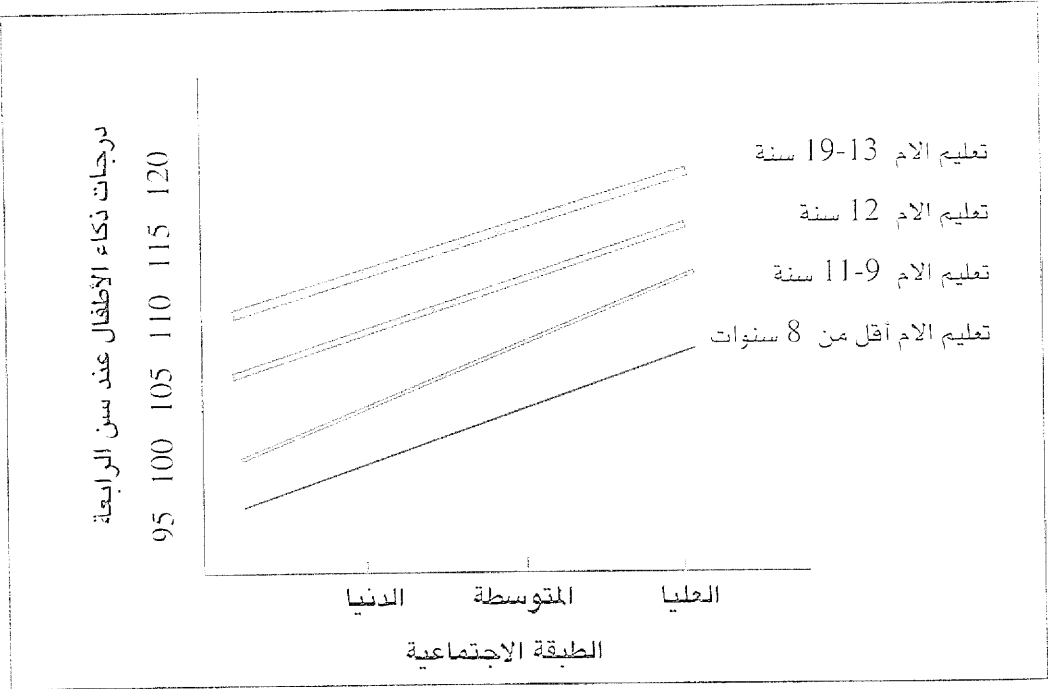 درجات ذكاء الأطفال عند سن الرابعة
120
115
110
105
100
95
تعليم الام 13-19 سنة
تعليم الام 12 سنة
تعليم الام 9-11 سنة
تعليم الام أقل من 8 سنوات
الدنيا
المتوسطة
العليا
الطبقة الاجتماعية